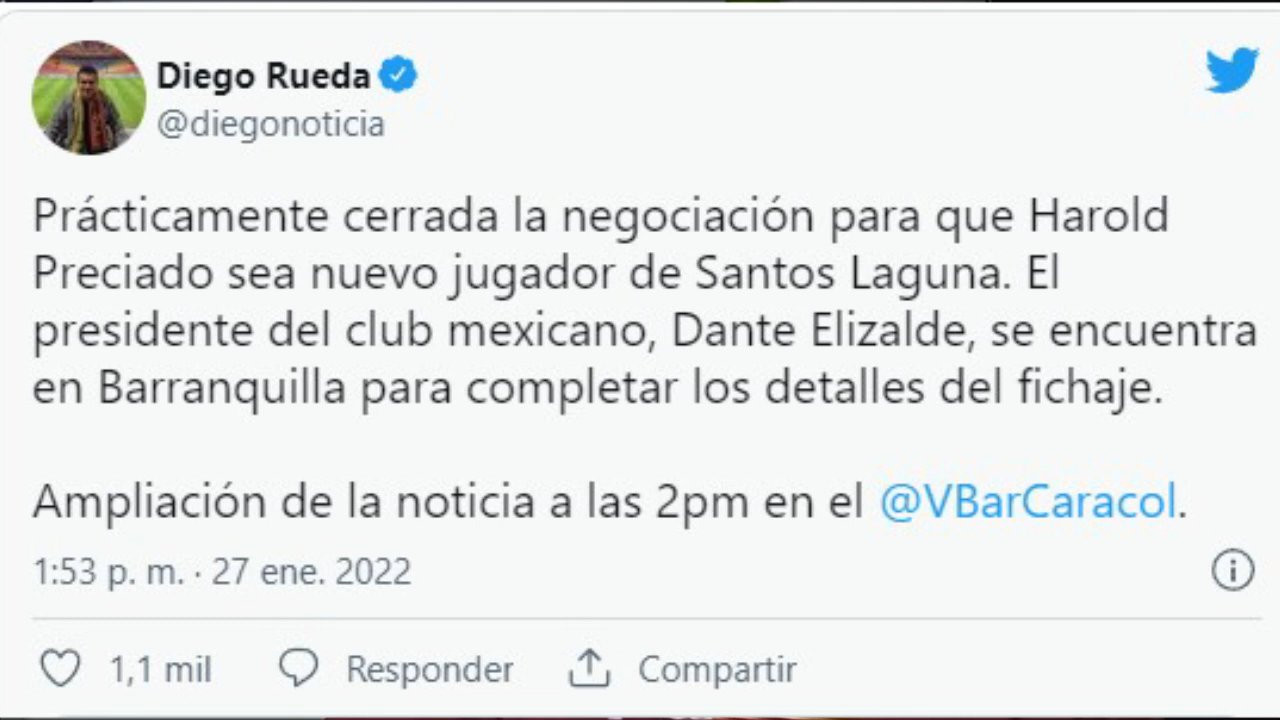 Diego Rueda
@diegonoticia
Prácticamente cerrada la negociación para que Harold
Preciado sea nuevo jugador de Santos Laguna. El
presidente del club mexicano, Dante Elizalde, se encuentra
en Barranquilla para completar los detalles del fichaje.
Ampliación de la noticia a las 2pm en el @VBarCaracol.
1:53 p. m. · 27 ene. 2022
1,1 mil Responder Compartir